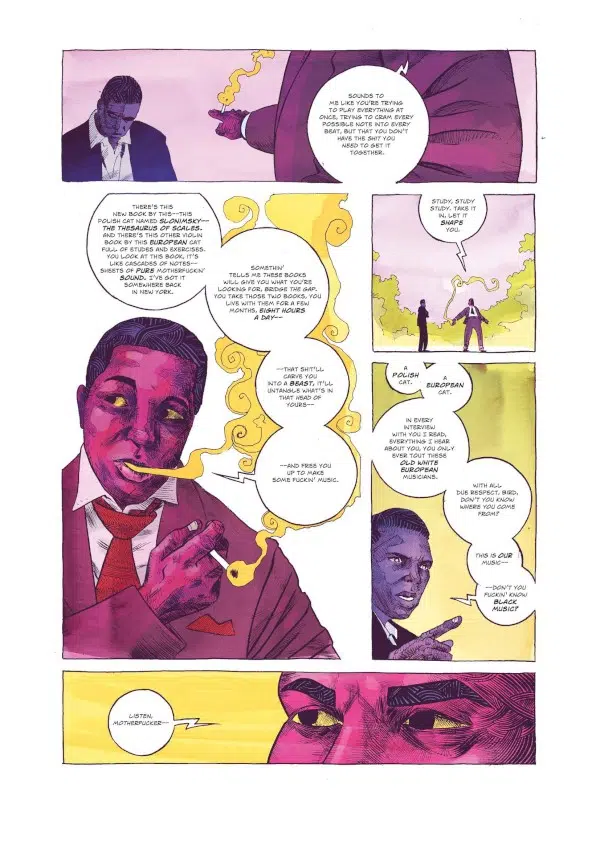 SOUNDS TO
ME LIKE YOU'RE TRYING
TO PLAY EVERYTHING AT
ONCE, TRYING TO CRAM EVERY
POSSIBLE NOTE INTO EVERY
BEAT, BUT THAT YOU DON'T
HAVE THE SHIT YOU
NEED TO GET IT
TOGETHER.
THERE'S THIS
NEW BOOK BY THIS--THIS
POLISH CAT NAMED SLONIMSKY--
THE THESAURUS OF SCALES.
AND THERE'S THIS OTHER VIOLIN
BOOK BY THIS EUROPEAN CAT
FULL OF ETUDES AND EXERCISES.
YOU LOOK AT THIS BOOK, IT'S
LIKE CASCADES OF NOTES--
SHEETS OF PURE MOTHERFUCKIN'
SOUND. I'VE GOT IT
SOMEWHERE BACK
IN NEW YORK.
SOMETHIN'
TELLS ME THESE BOOKS
WILL GIVE YOU WHAT YOU'RE
LOOKING FOR, BRIDGE THE GAP.
YOU TAKE THOSE TWO BOOKS, YOU
LIVE WITH THEM FOR A FEW
MONTHS, EIGHT HOURS
A DAY--
--THAT SHIT'LL
CARVE YOU
INTO A BEAST, IT'LL
UNTANGLE WHAT'S IN
THAT HEAD OF
YOURS--
--AND FREE YOU
UP TO MAKE
SOME FUCKIN' MUSIC.
STUDY, STUDY
STUDY. TAKE IT
IN, LET IT
SHAPE
YOU.
A
POLISH
CAT.
A
EUROPEAN
CAT.
IN EVERY
INTERVIEW
WITH YOU I READ,
EVERYTHING I HEAR
ABOUT YOU, YOU ONLY
EVER TOUT THESE
OLD WHITE
EUROPEAN
MUSICIANS.
WITH ALL
DUE RESPECT, BIRD,
DON'T YOU KNOW
WHERE YOU COME
FROM?
THIS IS OUR
MUSIC--
--DON'T YOU
FUCKIN' KNOW
BLACK
MUSIC?
LISTEN,
MOTHERFUCKER--